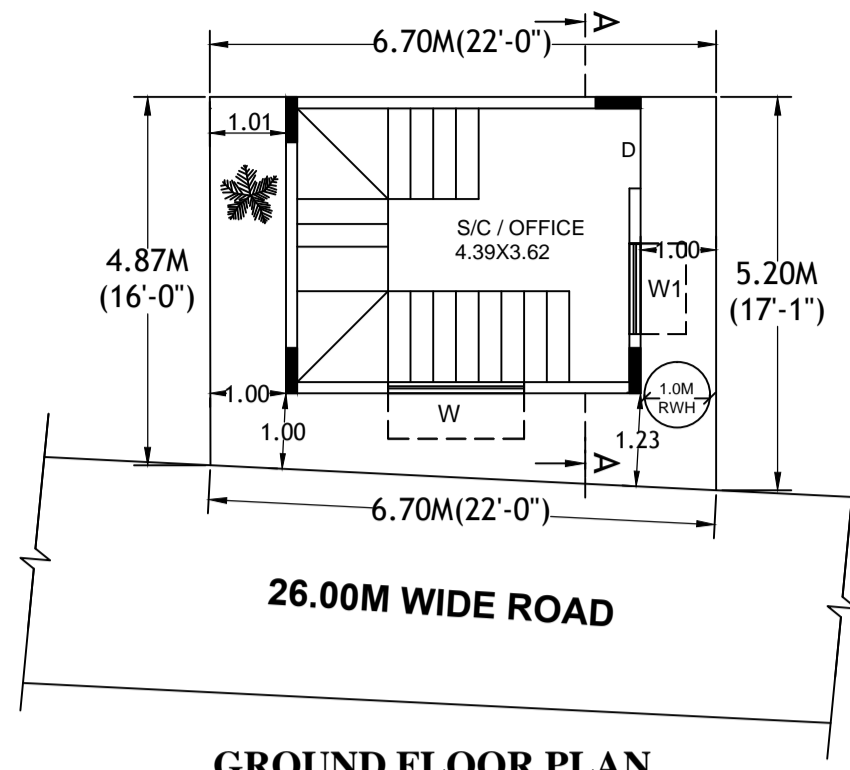 A
6.70M(22'-0")
1.01
D
S/C / OFFICE
4.39X3.62
4.87M
(16'-0")
1.00
W1
5.20M
(17'-1")
1.00
1.0M
RWH
W
1.00
1.23
A
6.70M(22'-0")
26.00M WIDE ROAD
GROUND FLOOR PLAN